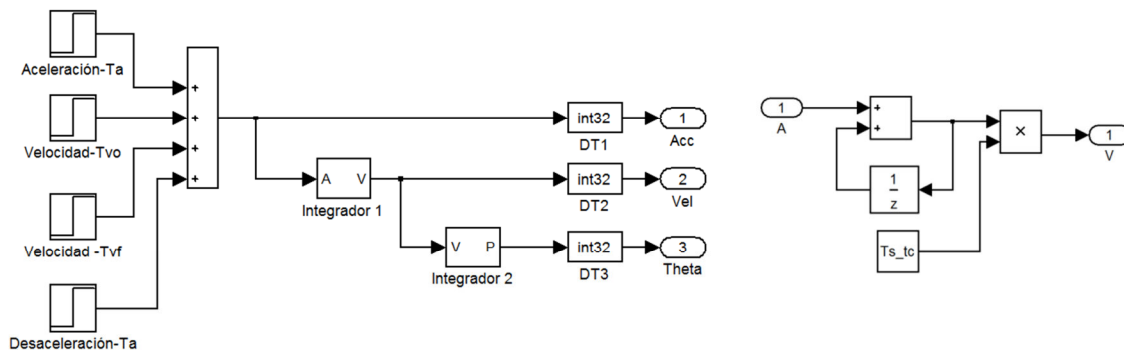 Aceleración-Ta
+
Velocidad-Tvo
+
+
Velocidad -Tvf
+
Desaceleración-Ta
int32
DT1
1
Acc
A V
Integrador 1
int32
DT2
2
Vel
V P
Integrador 2
int32
DT3
3
Theta
1
A
+
+
×
1
V
1
z
Ts_tc